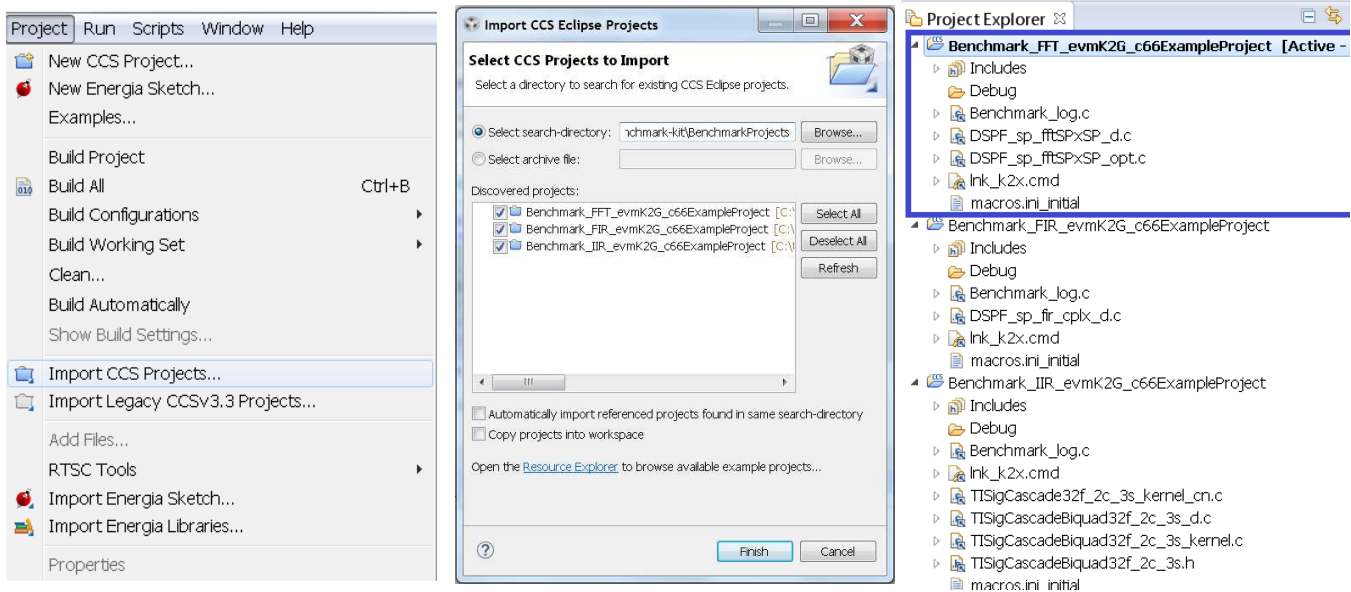 Project Run Scripts Window Help
New CCS Project...
New Energia Sketch...
Examples...
Build Project
Build All Ctrl+B
Build Configurations
Build Working Set
Clean...
Build Automatically
Show Build Settings...
Import CCS Projects...
Import Legacy CCSv3.3 Projects...
Add Files...
RTSC Tools
Import Energia Sketch...
Import Energia Libraries...
Properties
Import CCS Eclipse Projects
Select CCS Projects to Import
Select a directory to search for existing CCS Eclipse projects.
Select search-directory: nchmark-kit\BenchmarkProjects Browse...
Select archive file: Browse...
Discovered projects:
Benchmark_FFT_evmK2G_c66ExampleProject [C:\ Select All
Benchmark_FIR_evmK2G_c66ExampleProject [C:\ Deselect All
Benchmark_IIR_evmK2G_c66ExampleProject [C:\ Refresh
Automatically import referenced projects found in same search-directory
Copy projects into workspace
Open the Resource Explorer to browse available example projects...
Finish Cancel
Project Explorer
Benchmark_FFT_evmK2G_c66ExampleProject [Active -
Includes
Debug
Benchmark_log.c
DSPF_sp_fftSPxSP_d.c
DSPF_sp_fftSPxSP_opt.c
lnk_k2x.cmd
macros.ini_initial
Benchmark_FIR_evmK2G_c66ExampleProject
Includes
Debug
Benchmark_log.c
DSPF_sp_fir_cplx_d.c
lnk_k2x.cmd
macros.ini_initial
Benchmark_IIR_evmK2G_c66ExampleProject
Includes
Debug
Benchmark_log.c
lnk_k2x.cmd
TISigCascade32f_2c_3s_kernel_cn.c
TISigCascadeBiquad32f_2c_3s_d.c
TISigCascadeBiquad32f_2c_3s_kernel.c
TISigCascadeBiquad32f_2c_3s.h
macros.ini_initial